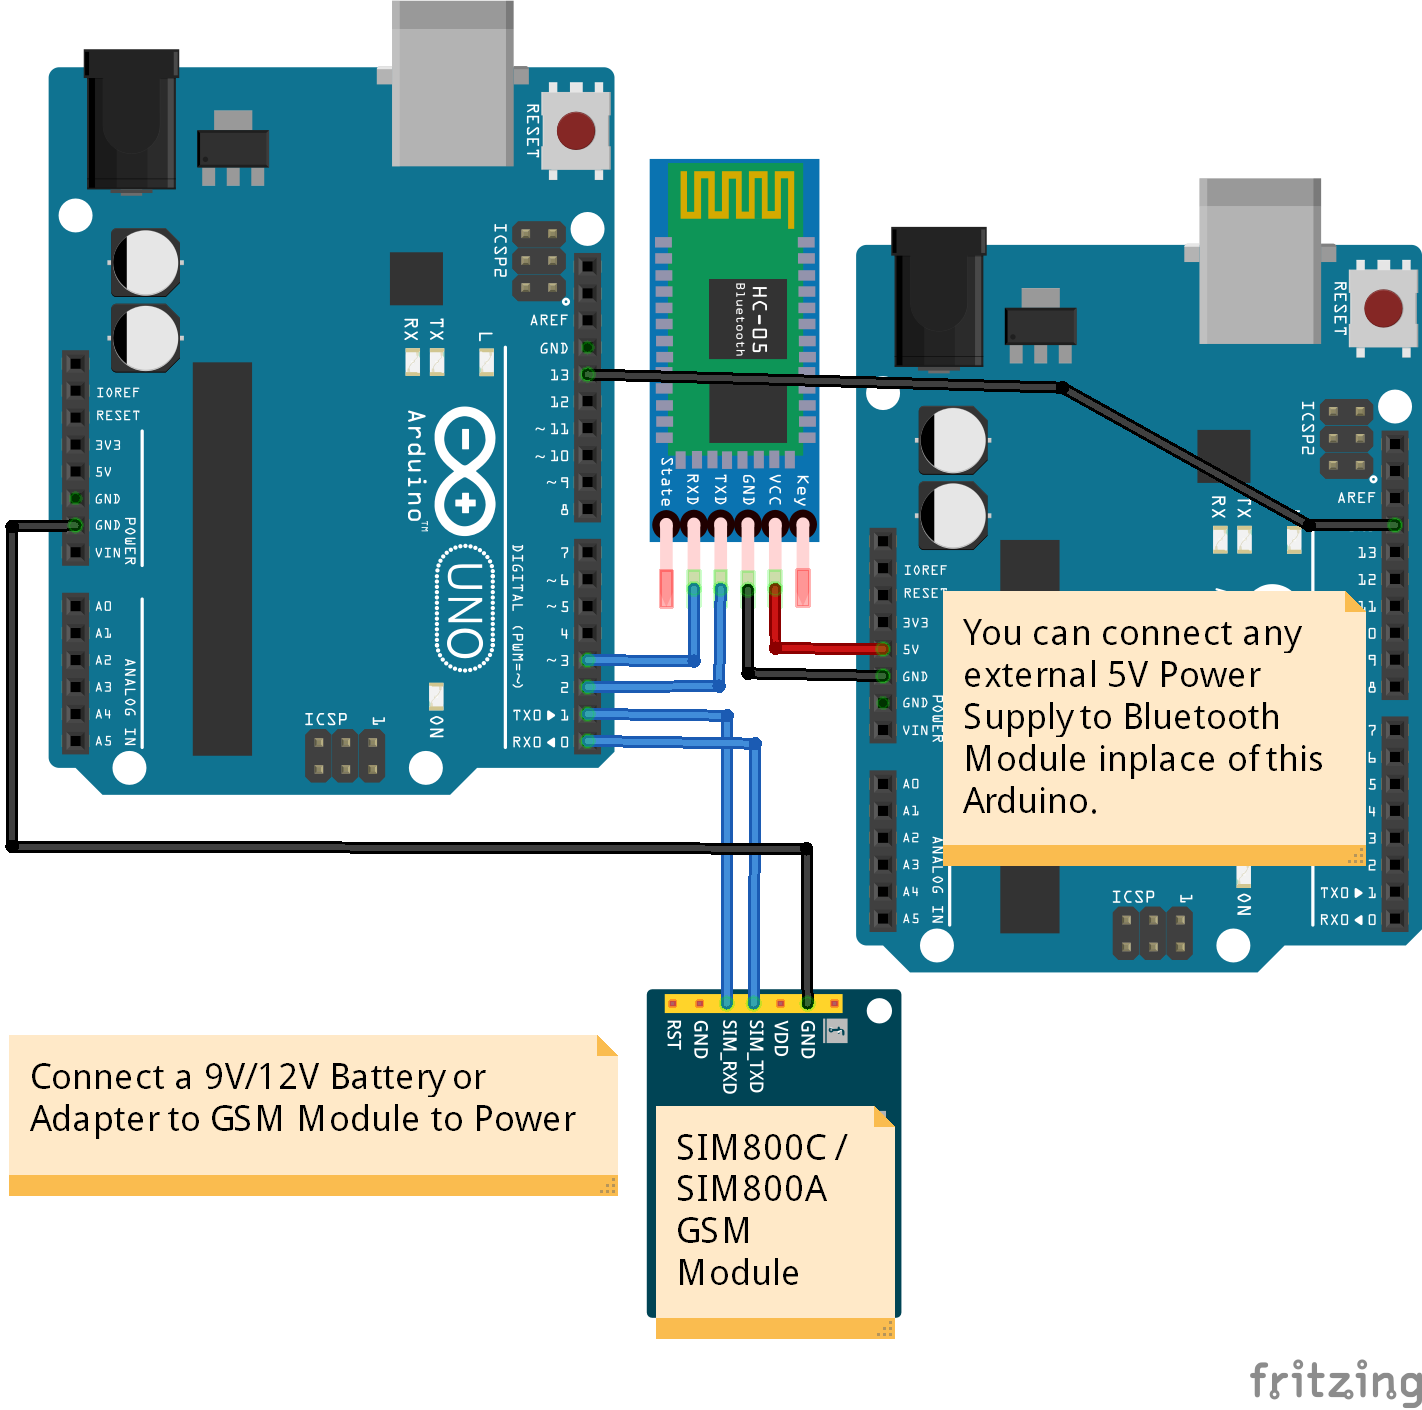 RESET
ICSP2
AREF
GND
13
12
~11
~10
~9
8
7
~6
~5
4
~3
2
TX0▶1
RX0◀0
DIGITAL (PWM=~)
RX
TX
L
Arduino™
UNO
ON
ICSP
1
IOREF
RESET
3V3
5V
GND
GND
VIN
POWER
A0
A1
A2
A3
A4
A5
ANALOG IN
HC-05
Bluetooth
State
RXD
TXD
GND
VCC
Key
RESET
ICSP2
AREF
13
12
11
0
9
8
7
6
5
4
3
2
TX0▶1
RX0◀0
RX
TX
ON
ICSP
1
IOREF
RESET
3V3
5V
GND
GND
VIN
POWER
A0
A1
A2
A3
A4
A5
ANALOG IN
You can connect any
external 5V Power
Supply to Bluetooth
Module inplace of this
Arduino.
Connect a 9V/12V Battery or
Adapter to GSM Module to Power
RST
GND
SIM_RXD
SIM_TXD
VDD
GND
SIM800C /
SIM800A
GSM
Module
fritzing